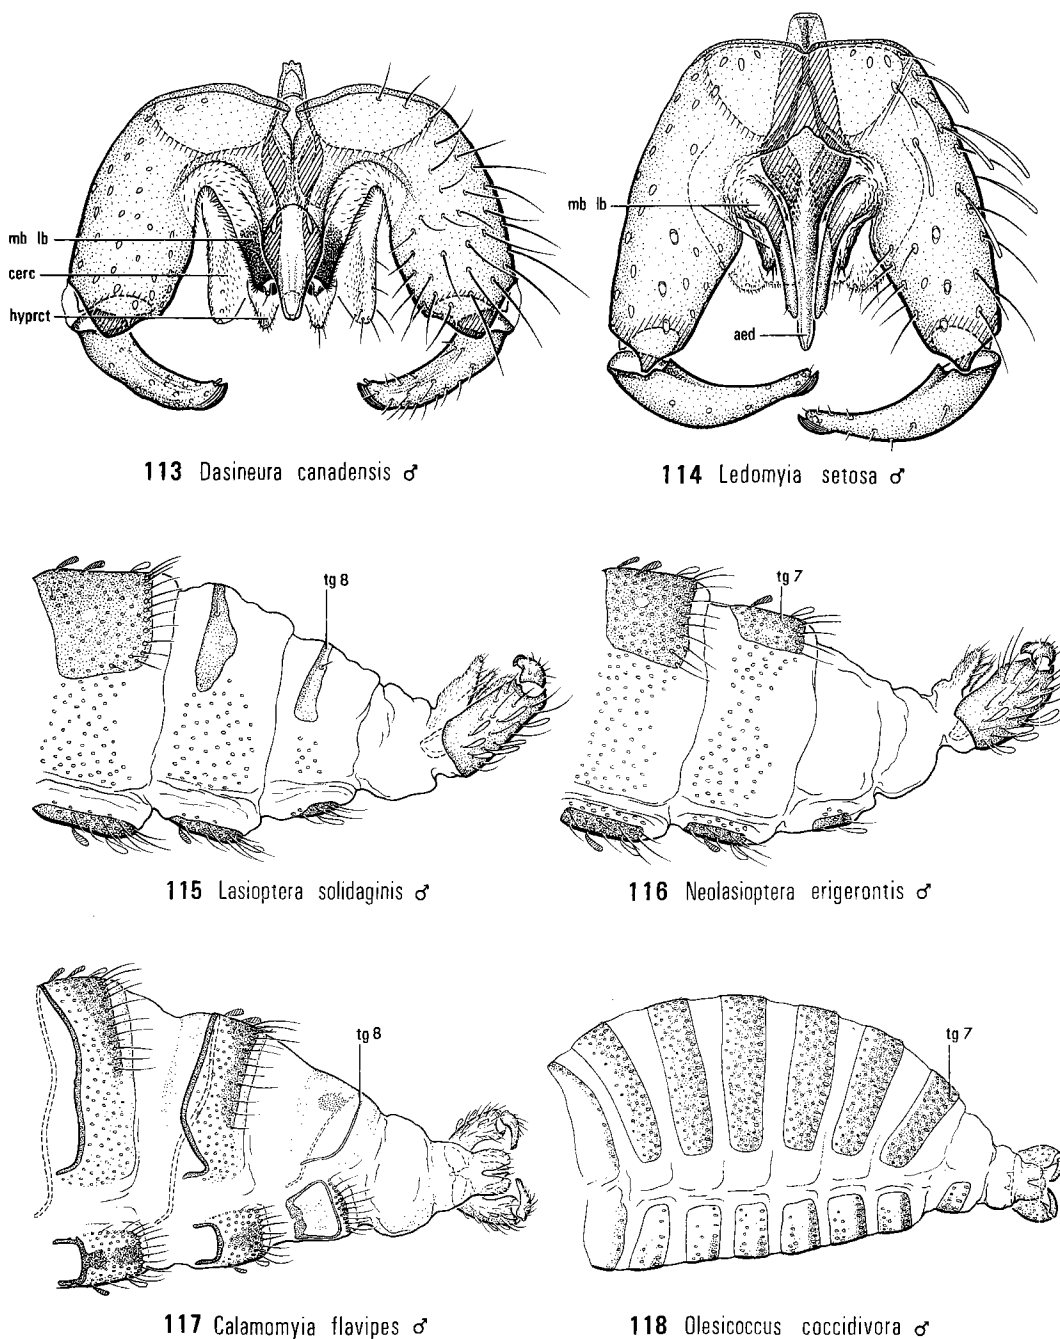 mb lb
cerc
hyprct
mb lb
aed
113 Dasineura canadensis ♂
114 Ledomyia setosa ♂
tg 8
tg 7
115 Lasioptera solidaginis ♂
116 Neolasioptera erigerontis ♂
tg 8
tg 7
117 Calamomyia flavipes ♂
118 Olesicoccus coccidivora ♂